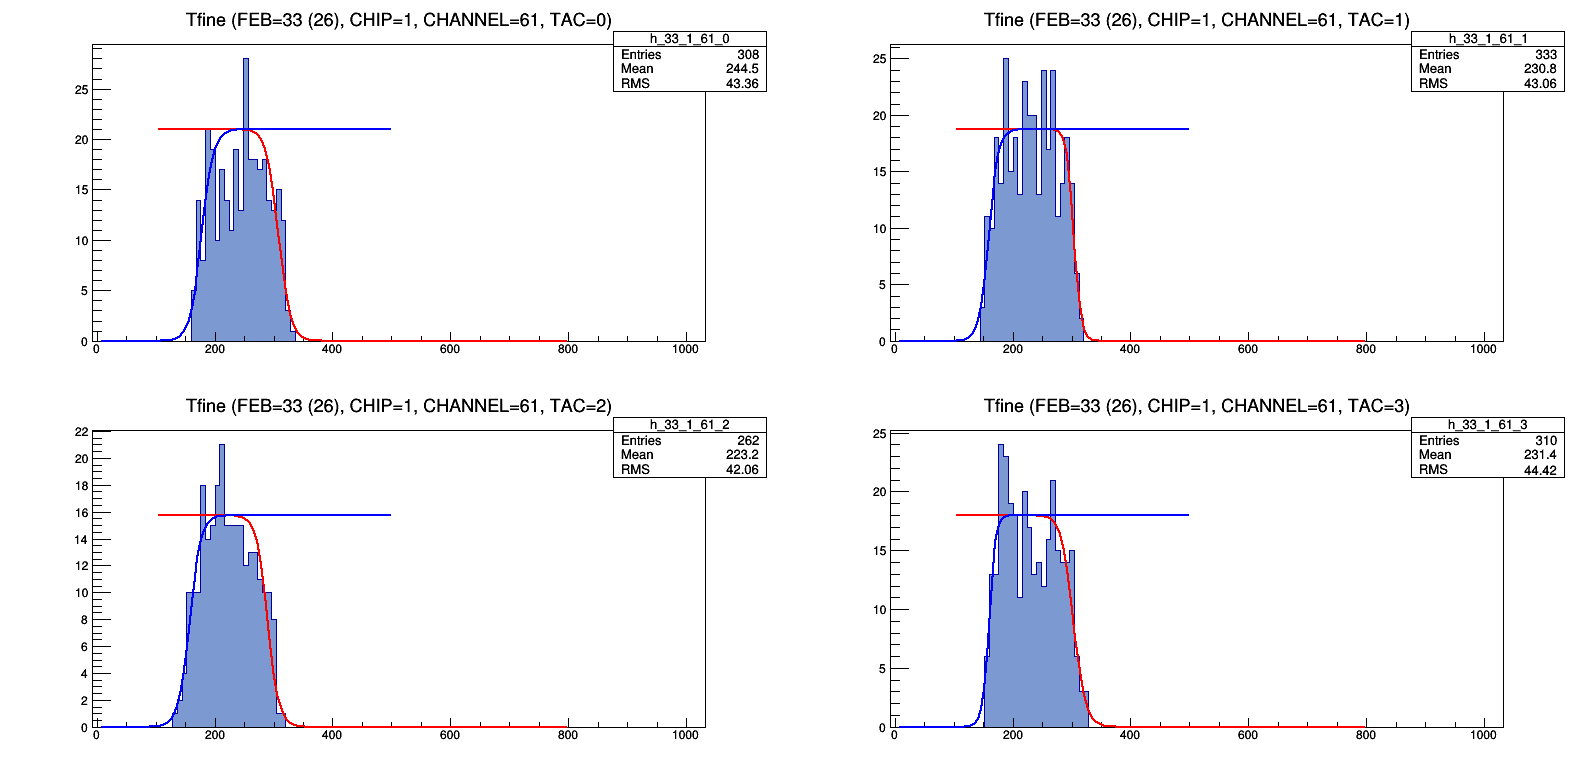 Tfine (FEB=33 (26), CHIP=1, CHANNEL=61, TAC=0)
h_33_1_61_0
Entries 308
Mean 244.5
RMS 43.36
25
20
15
10
5
0
0 200 400 600 800 1000
Tfine (FEB=33 (26), CHIP=1, CHANNEL=61, TAC=1)
h_33_1_61_1
Entries 333
Mean 230.8
RMS 43.06
25
20
15
10
5
0
0 200 400 600 800 1000
Tfine (FEB=33 (26), CHIP=1, CHANNEL=61, TAC=2)
h_33_1_61_2
Entries 262
Mean 223.2
RMS 42.06
22
20
18
16
14
12
10
8
6
4
2
0
0 200 400 600 800 1000
Tfine (FEB=33 (26), CHIP=1, CHANNEL=61, TAC=3)
h_33_1_61_3
Entries 310
Mean 231.4
RMS 44.42
25
20
15
10
5
0
0 200 400 600 800 1000